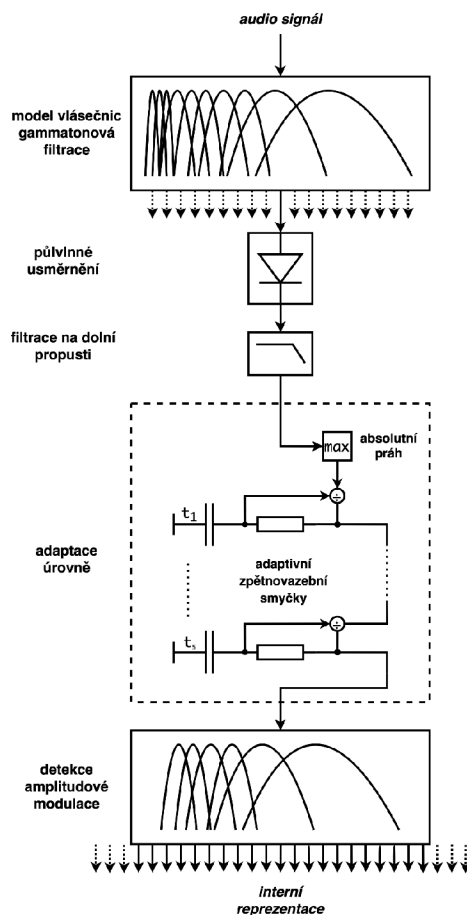 audio signál
model vlásečnic
gammatonová
filtrace
půlvlnné
usměrnění
filtrace na dolní
propusti
max
absolutní
práh
÷
t1
adaptace
úrovně
adaptivní
zpětnovazební
smyčky
÷
t5
detekce
amplitudové
modulace
interní
reprezentace